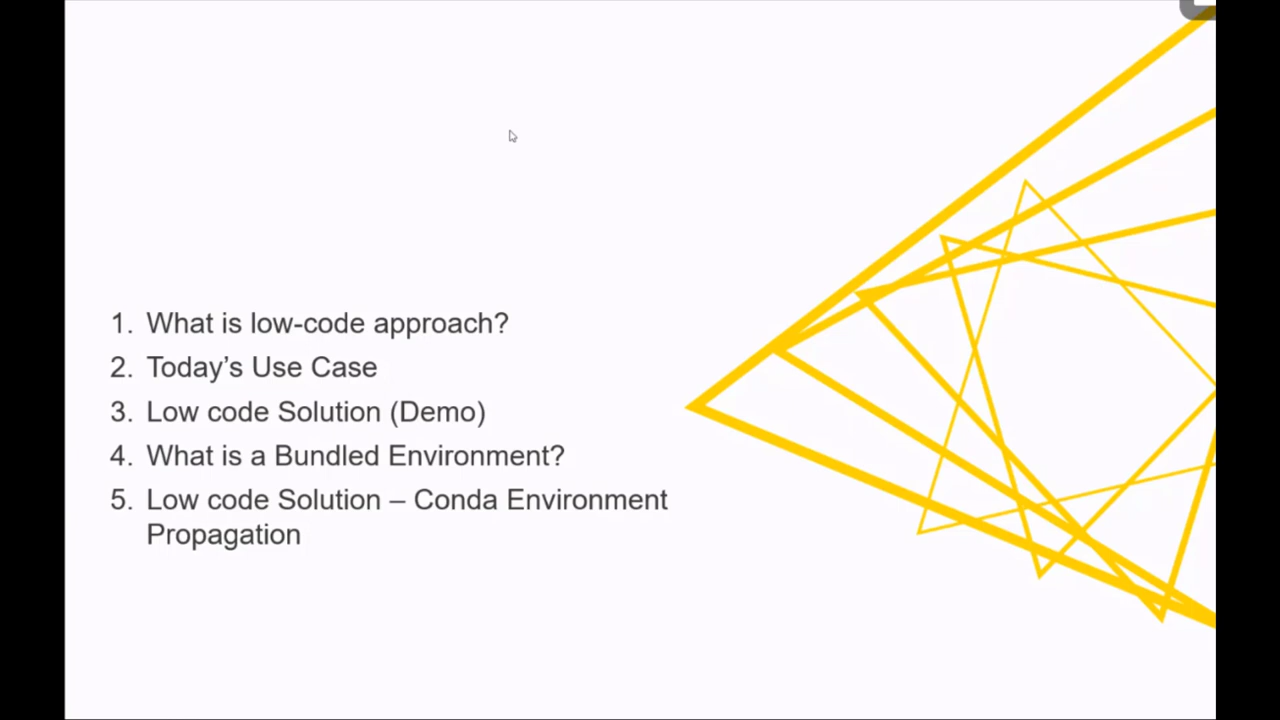 1. What is low-code approach?
2. Today’s Use Case
3. Low code Solution (Demo)
4. What is a Bundled Environment?
5. Low code Solution – Conda Environment
Propagation